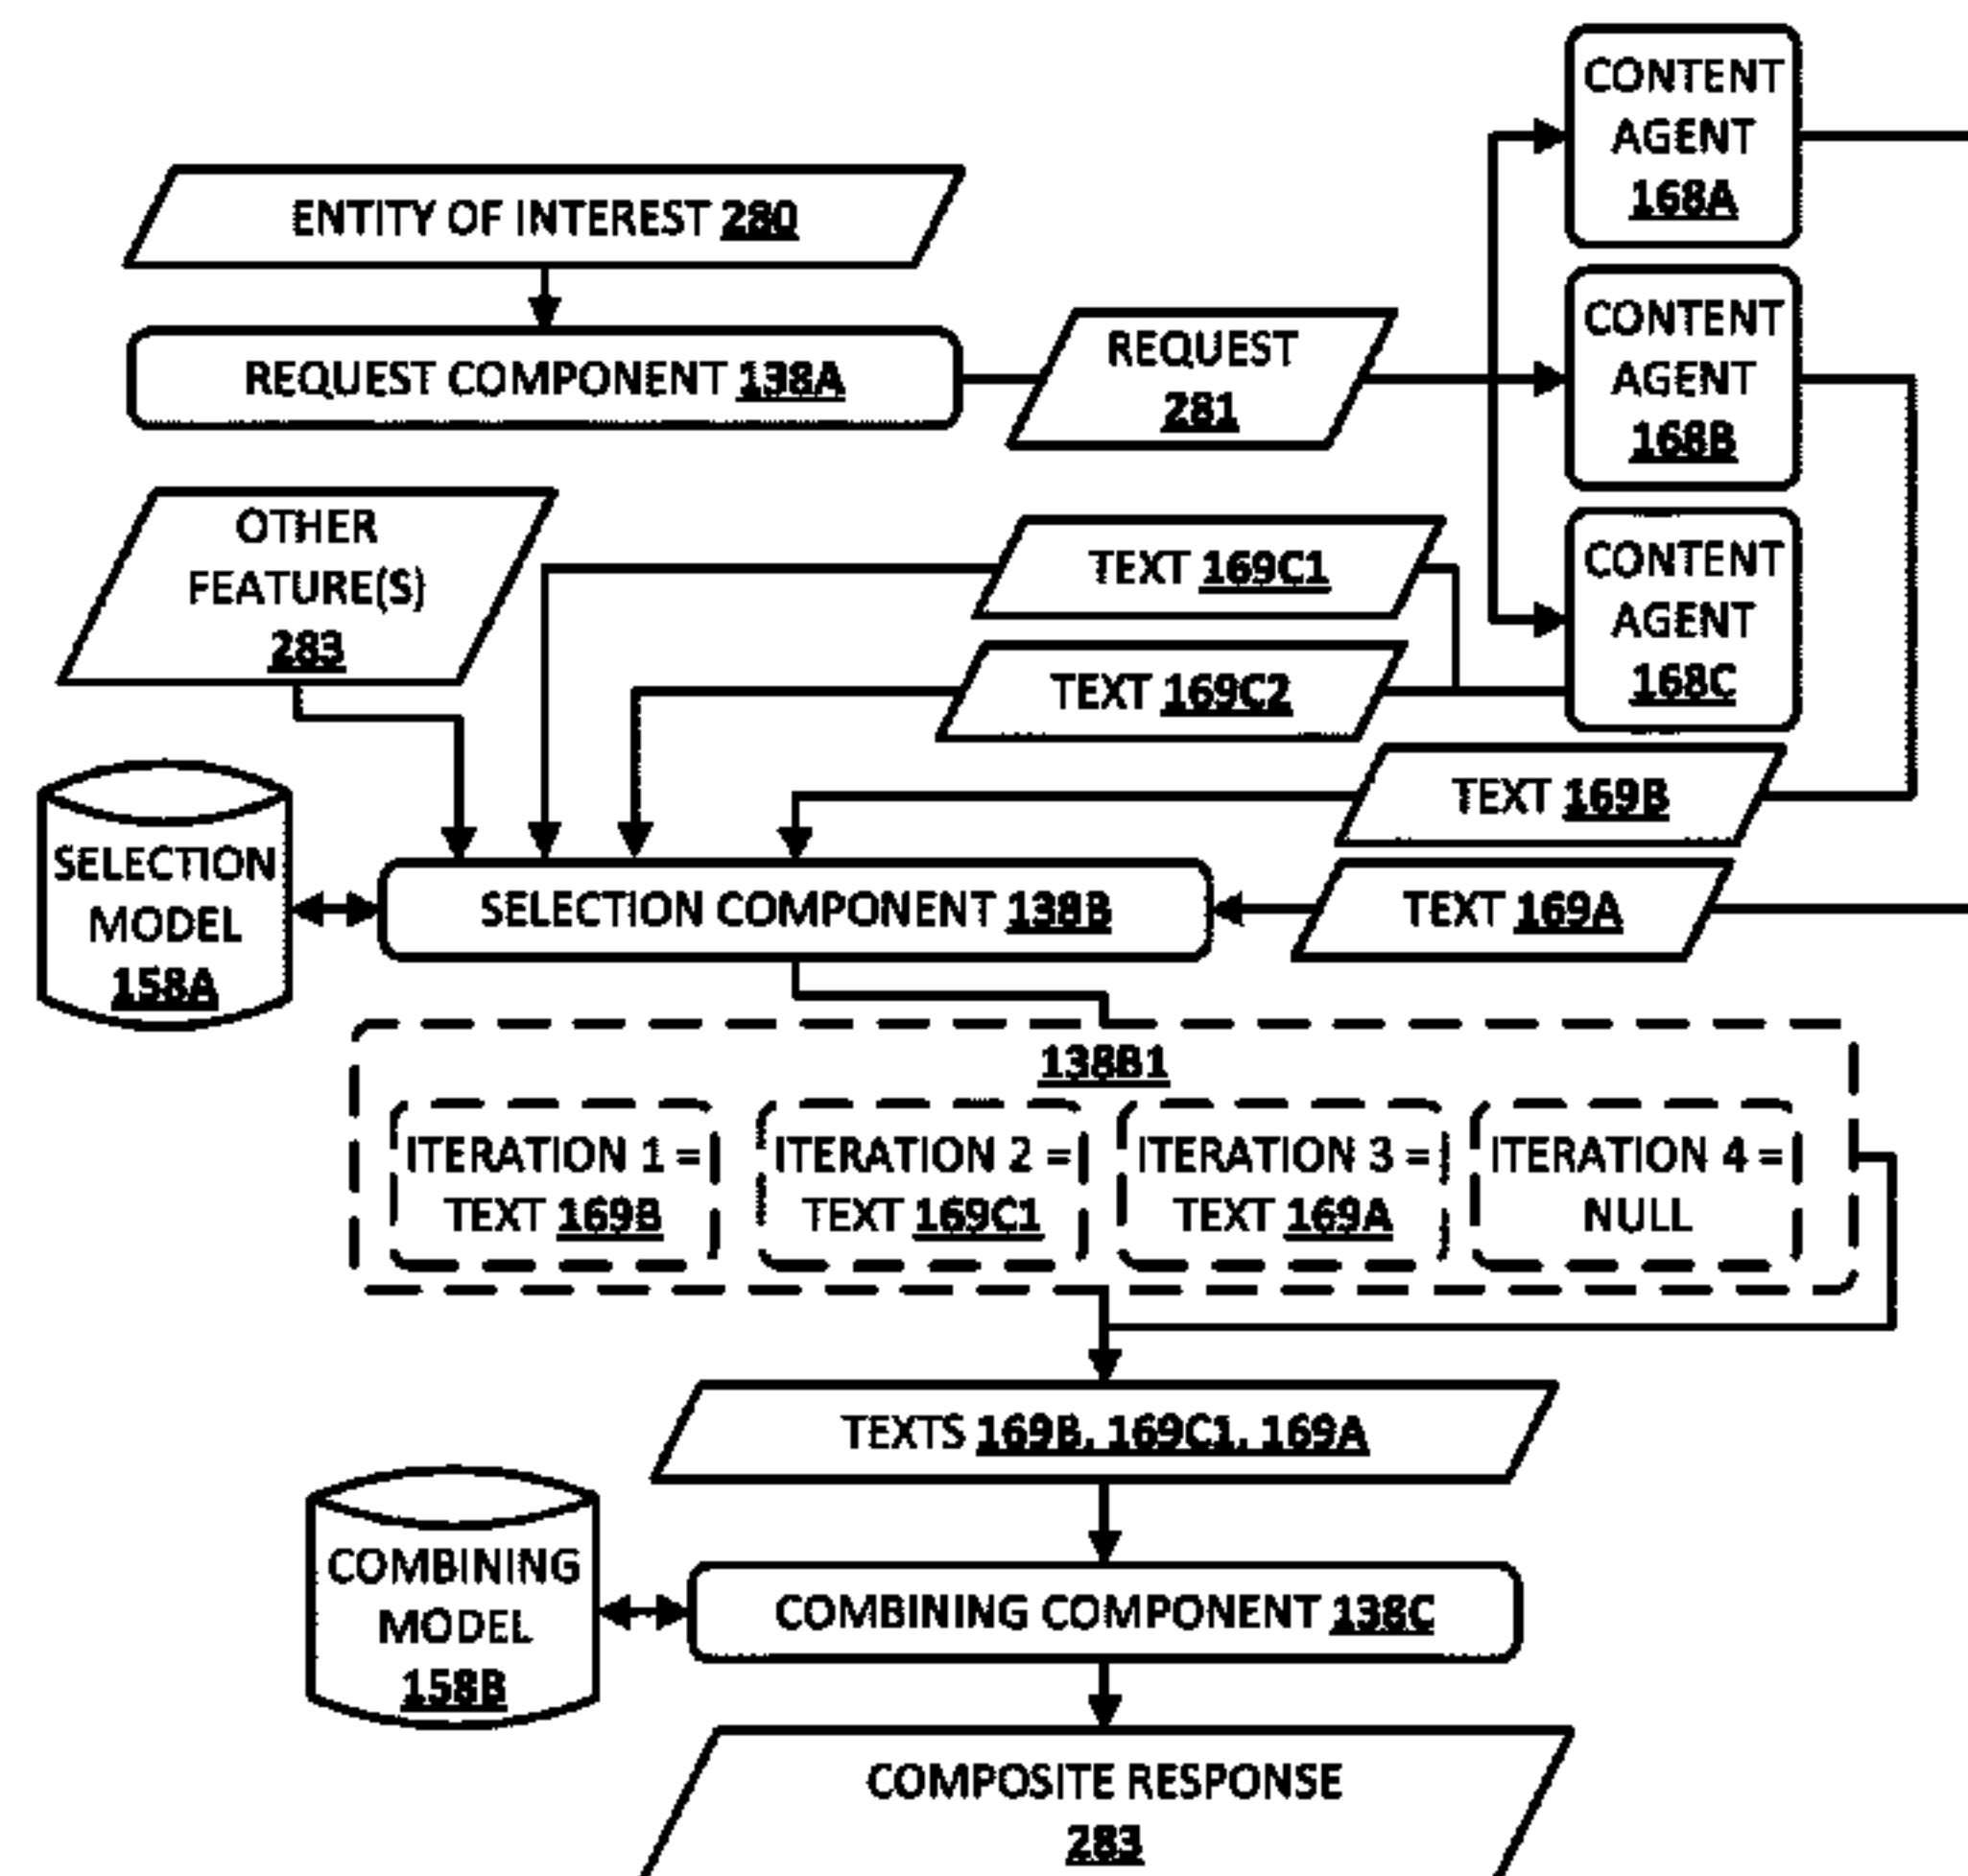 CONTENT
AGENT
168A
ENTITY OF INTEREST 280
CONTENT
AGENT
168B
REQUEST
281
REQUEST COMPONENT 138A
OTHER
FEATURE(S)
283
TEXT 169C1
CONTENT
AGENT
168C
TEXT 169C2
TEXT 169B
SELECTION
MODEL
158A
SELECTION COMPONENT 138B
TEXT 169A
138B1
ITERATION 1 =
TEXT 169B
ITERATION 2 =
TEXT 169C1
ITERATION 3 =
TEXT 169A
ITERATION 4 =
NULL
TEXTS 169B, 169C1, 169A
COMBINING
MODEL
158B
COMBINING COMPONENT 138C
COMPOSITE RESPONSE
283